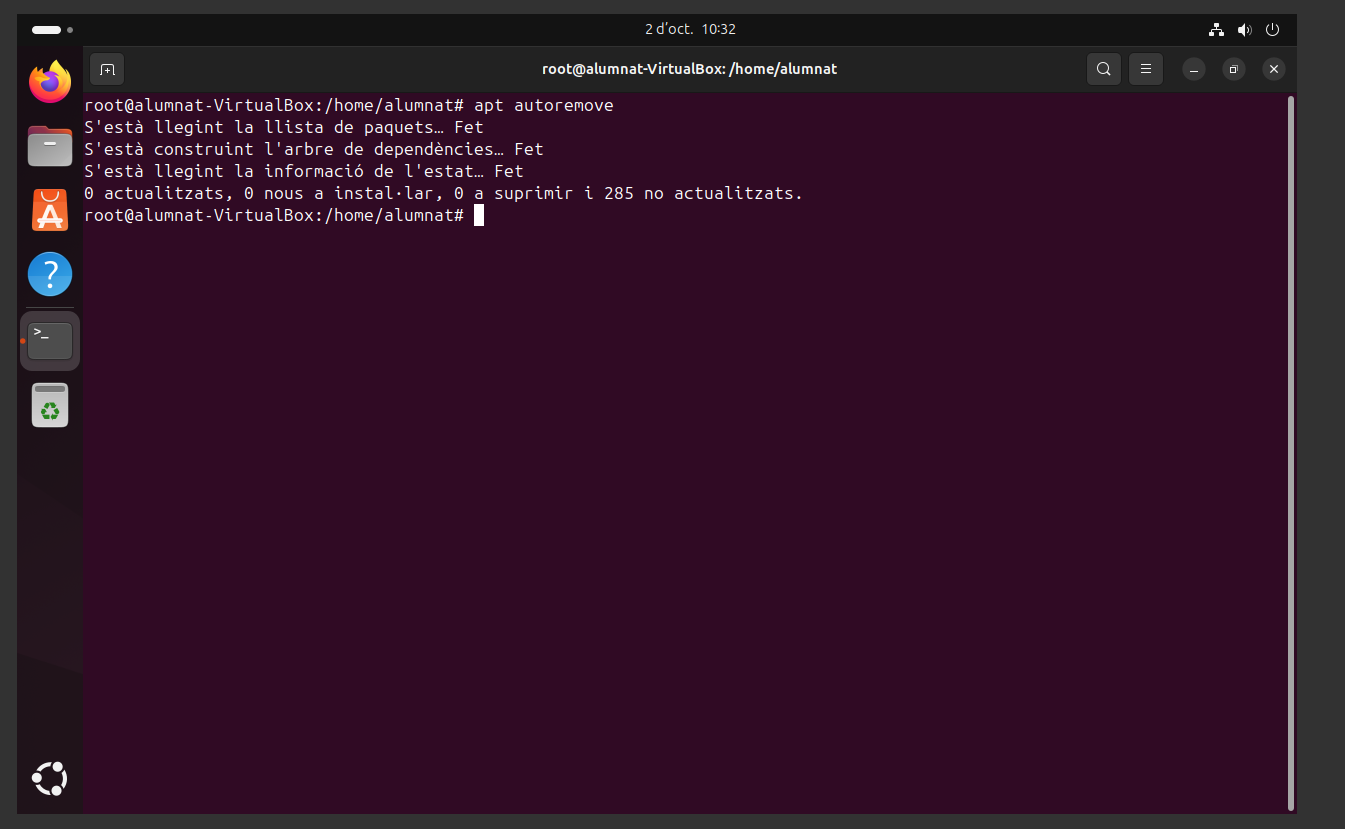 2 d'oct. 10:32
root@alumnat-VirtualBox: /home/alumnat
root@alumnat-VirtualBox:/home/alumnat# apt autoremove
S'està llegint la llista de paquets… Fet
S'està construint l'arbre de dependències… Fet
S'està llegint la informació de l'estat… Fet
0 actualitzats, 0 nous a instal·lar, 0 a suprimir i 285 no actualitzats.
root@alumnat-VirtualBox:/home/alumnat#